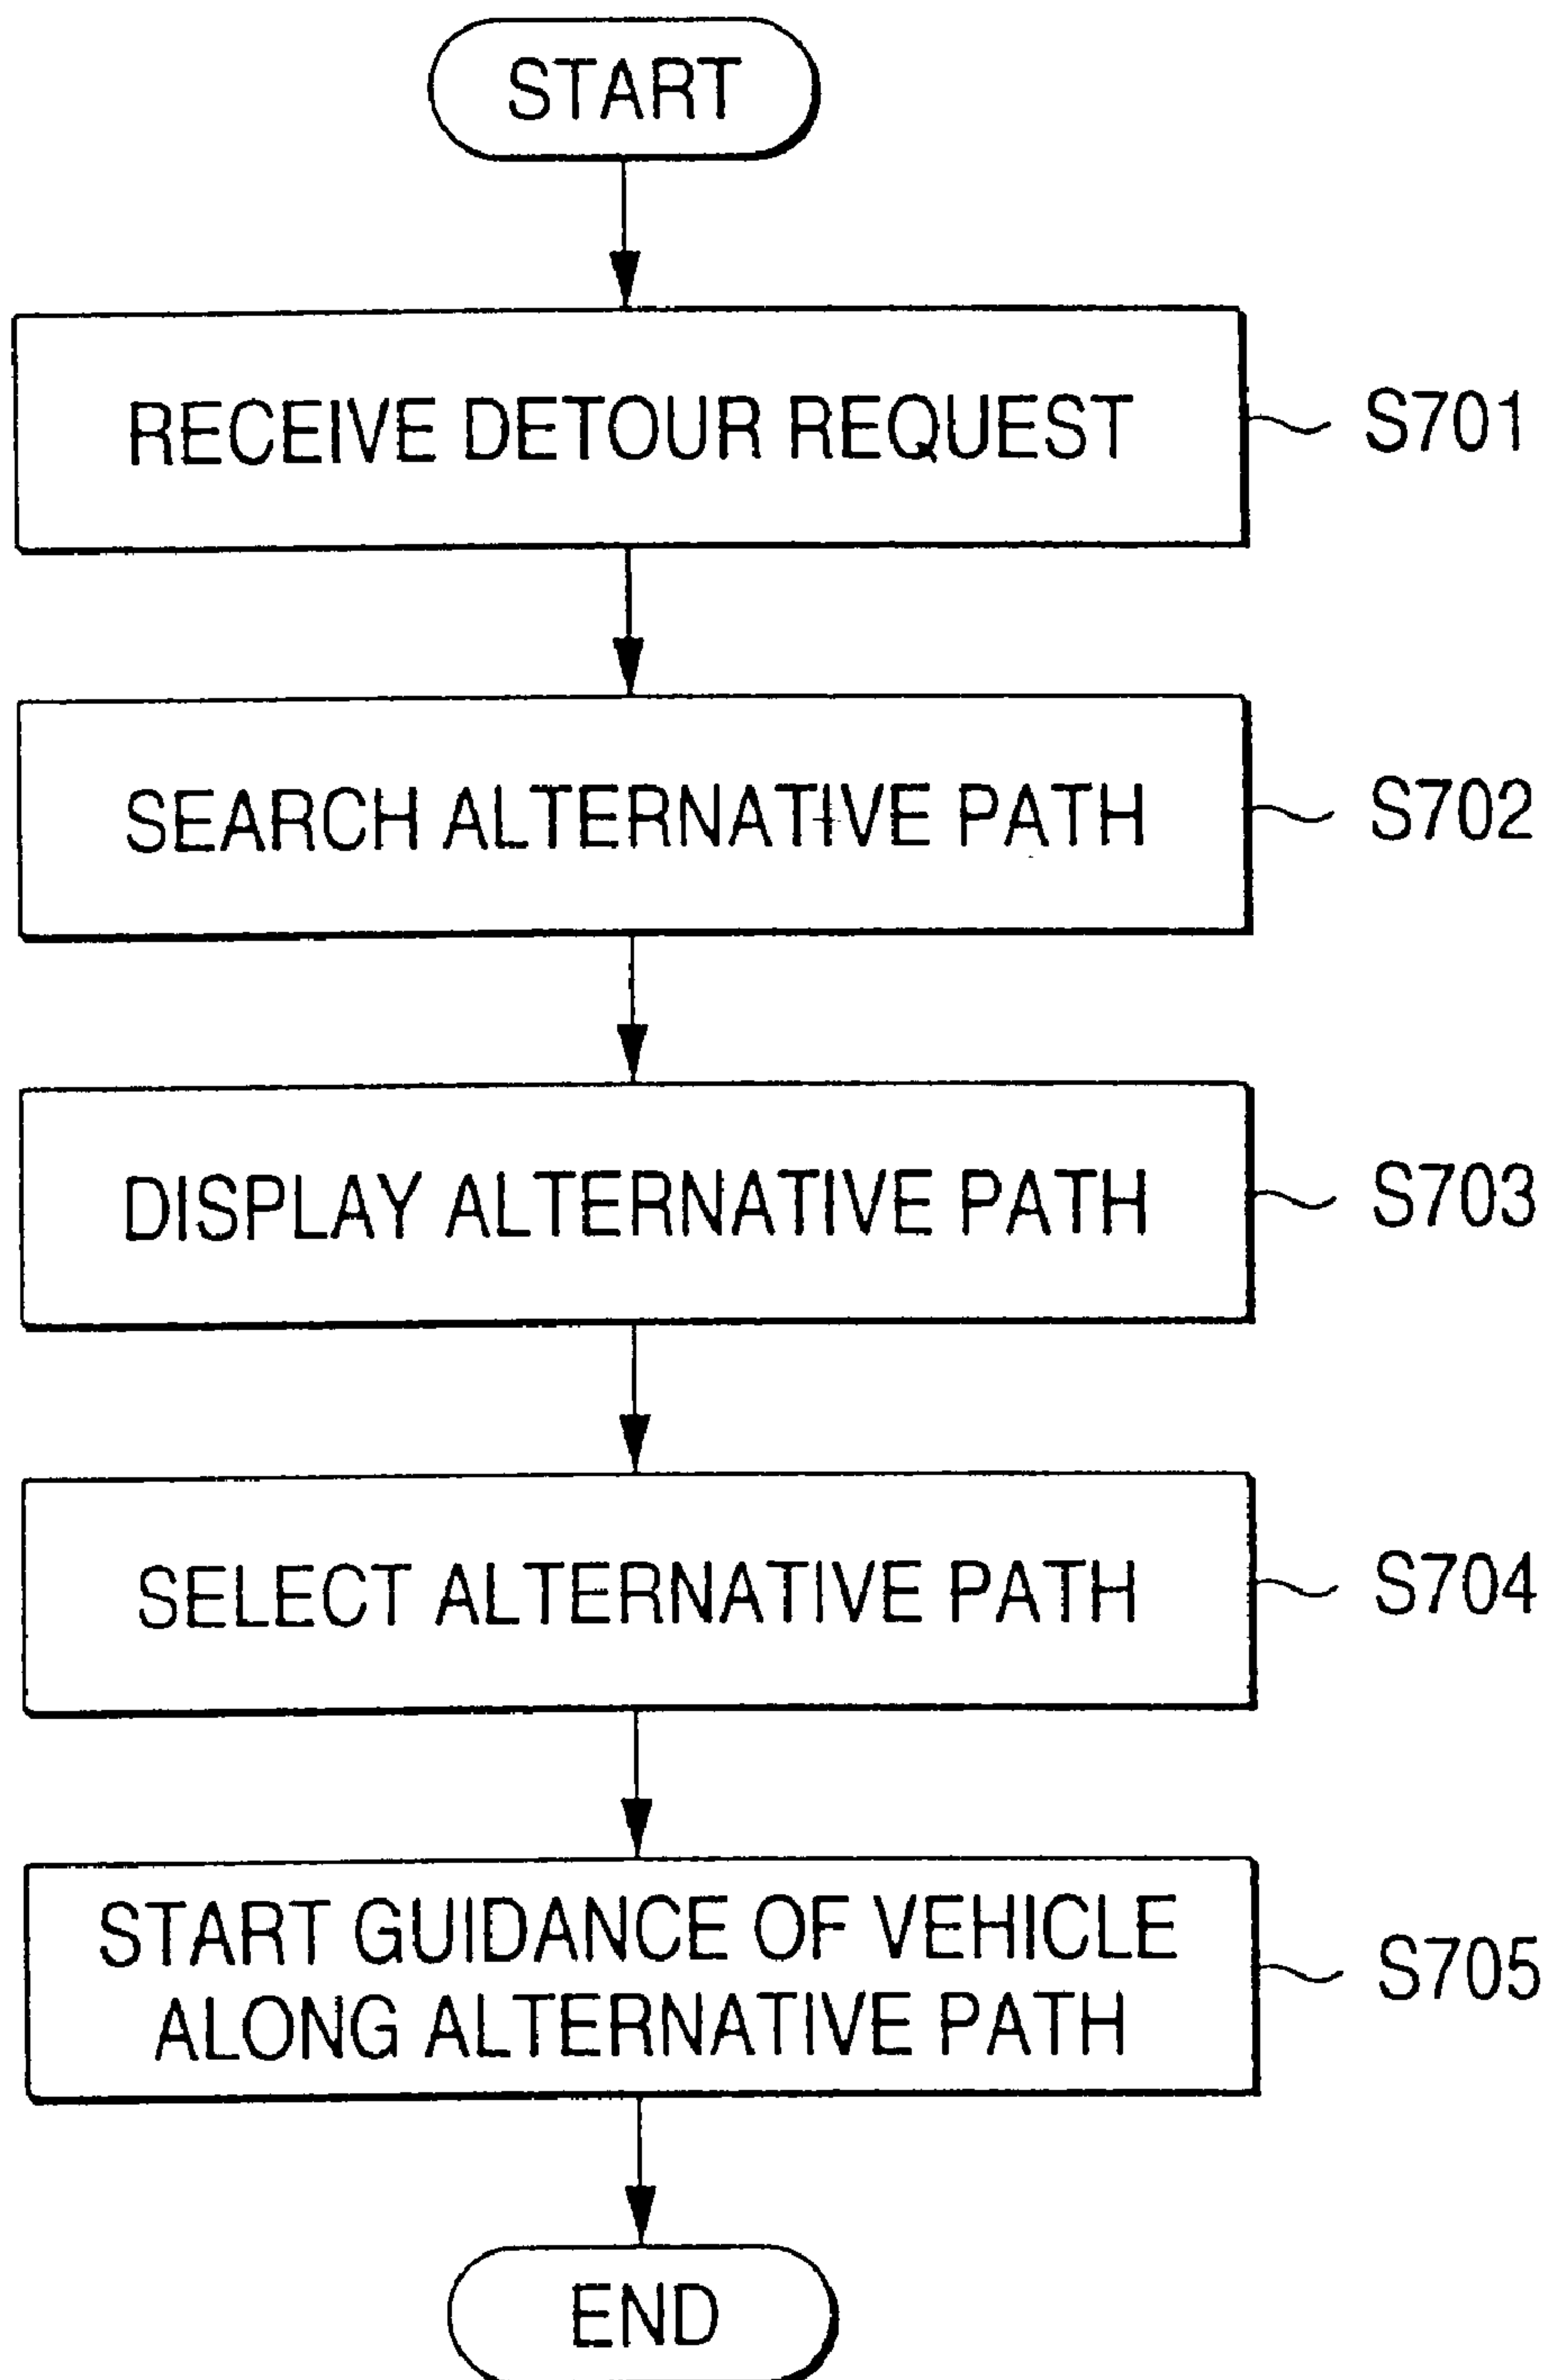 START
RECEIVE DETOUR REQUEST
S701
SEARCH ALTERNATIVE PATH
S702
DISPLAY ALTERNATIVE PATH
S703
SELECT ALTERNATIVE PATH
S704
START GUIDANCE OF VEHICLE
ALONG ALTERNATIVE PATH
S705
END